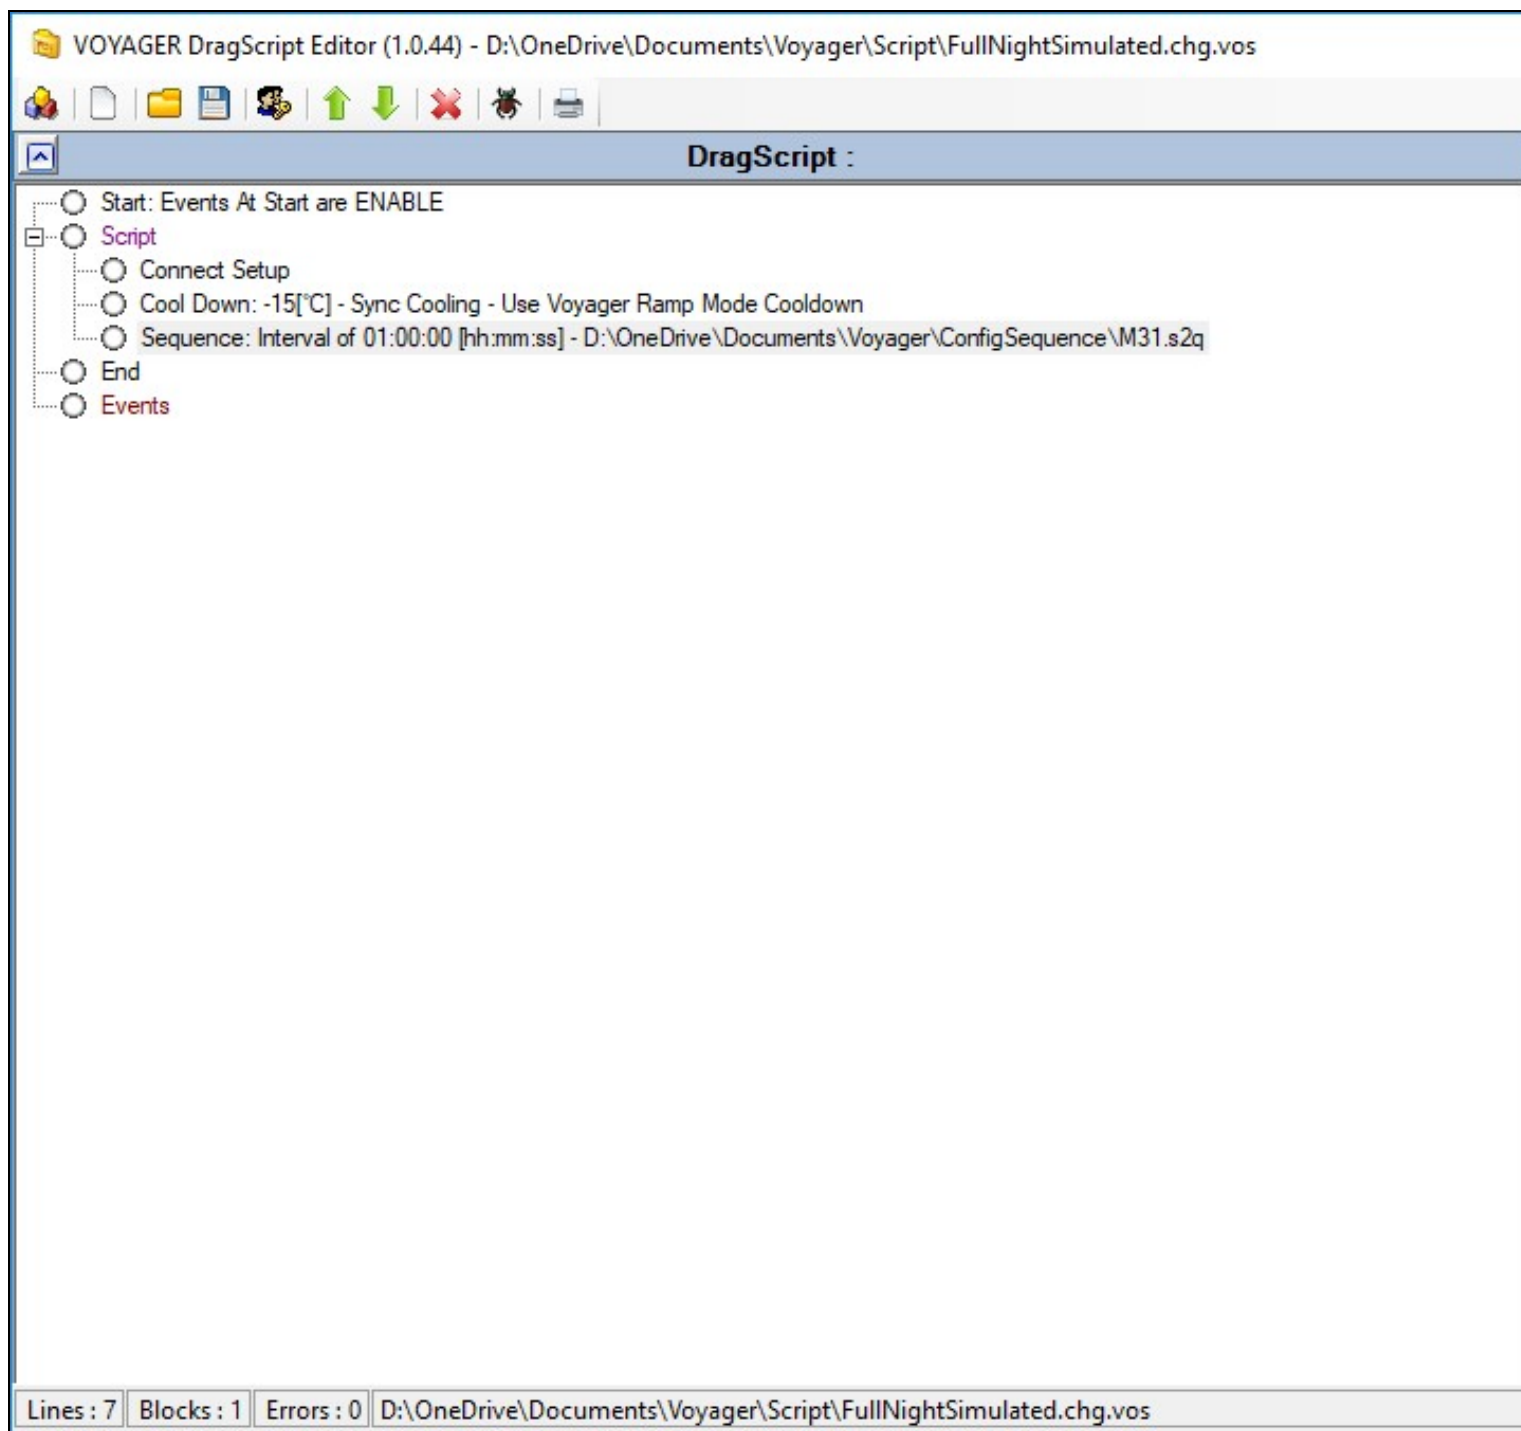 VOYAGER DragScript Editor (1.0.44) - D:\OneDrive\Documents\Voyager\Script\FullNightSimulated.chg.vos
DragScript :
Start: Events At Start are ENABLE
Script
Connect Setup
Cool Down: -15[°C] - Sync Cooling - Use Voyager Ramp Mode Cooldown
Sequence: Interval of 01:00:00 [hh:mm:ss] - D:\OneDrive\Documents\Voyager\ConfigSequence\M31.s2q
End
Events
Lines : 7 Blocks : 1 Errors : 0 D:\OneDrive\Documents\Voyager\Script\FullNightSimulated.chg.vos